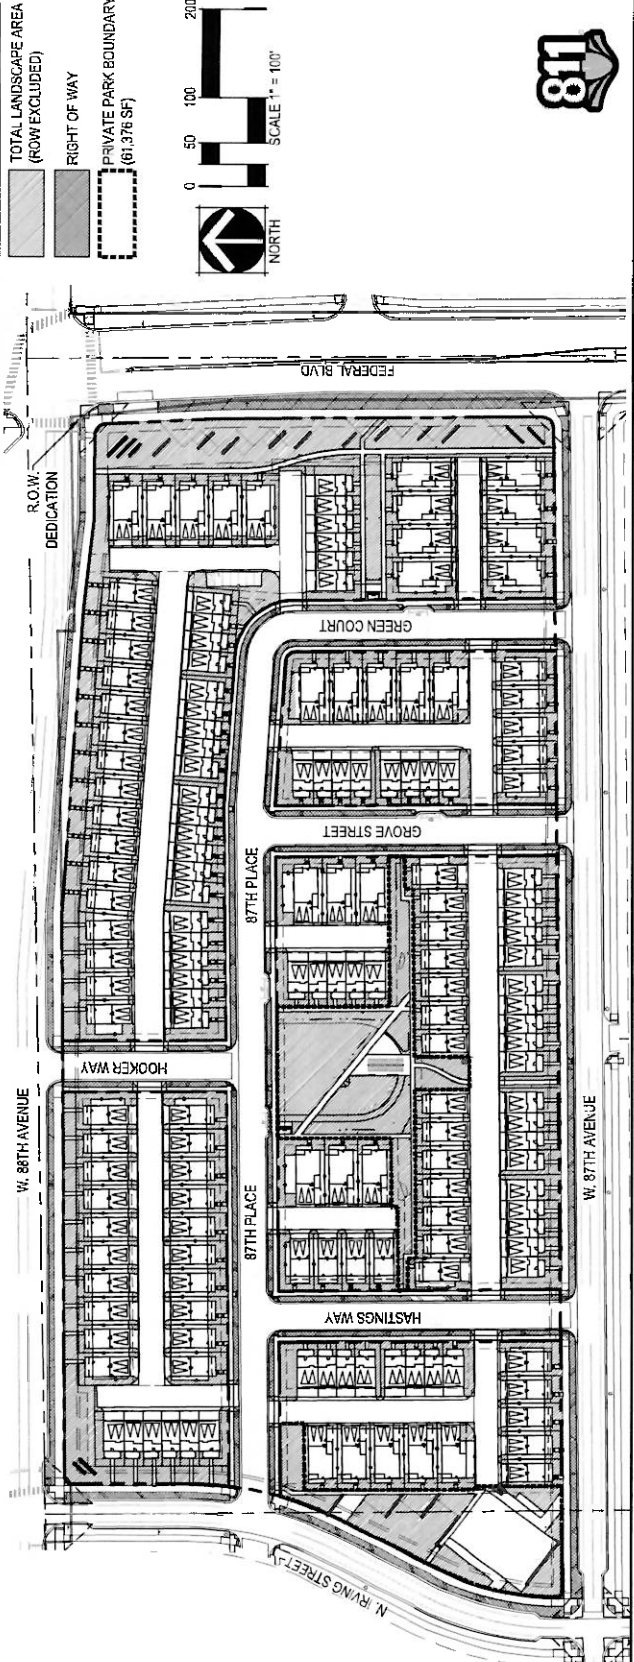 TOTAL LANDSCAPE AREA
(ROW EXCLUDED)
RIGHT OF WAY
PRIVATE PARK BOUNDARY
(61,376 SF)
0 50 100 200
SCALE 1" = 100'
NORTH
811
W. 88TH AVENUE
R.O.W.
DEDICATION
FEDERAL BLVD
HOOKER WAY
GREEN COURT
87TH PLACE
87TH PLACE
GROVE STREET
HASTINGS WAY
N. IRVING STREET
W. 87TH AVENUE